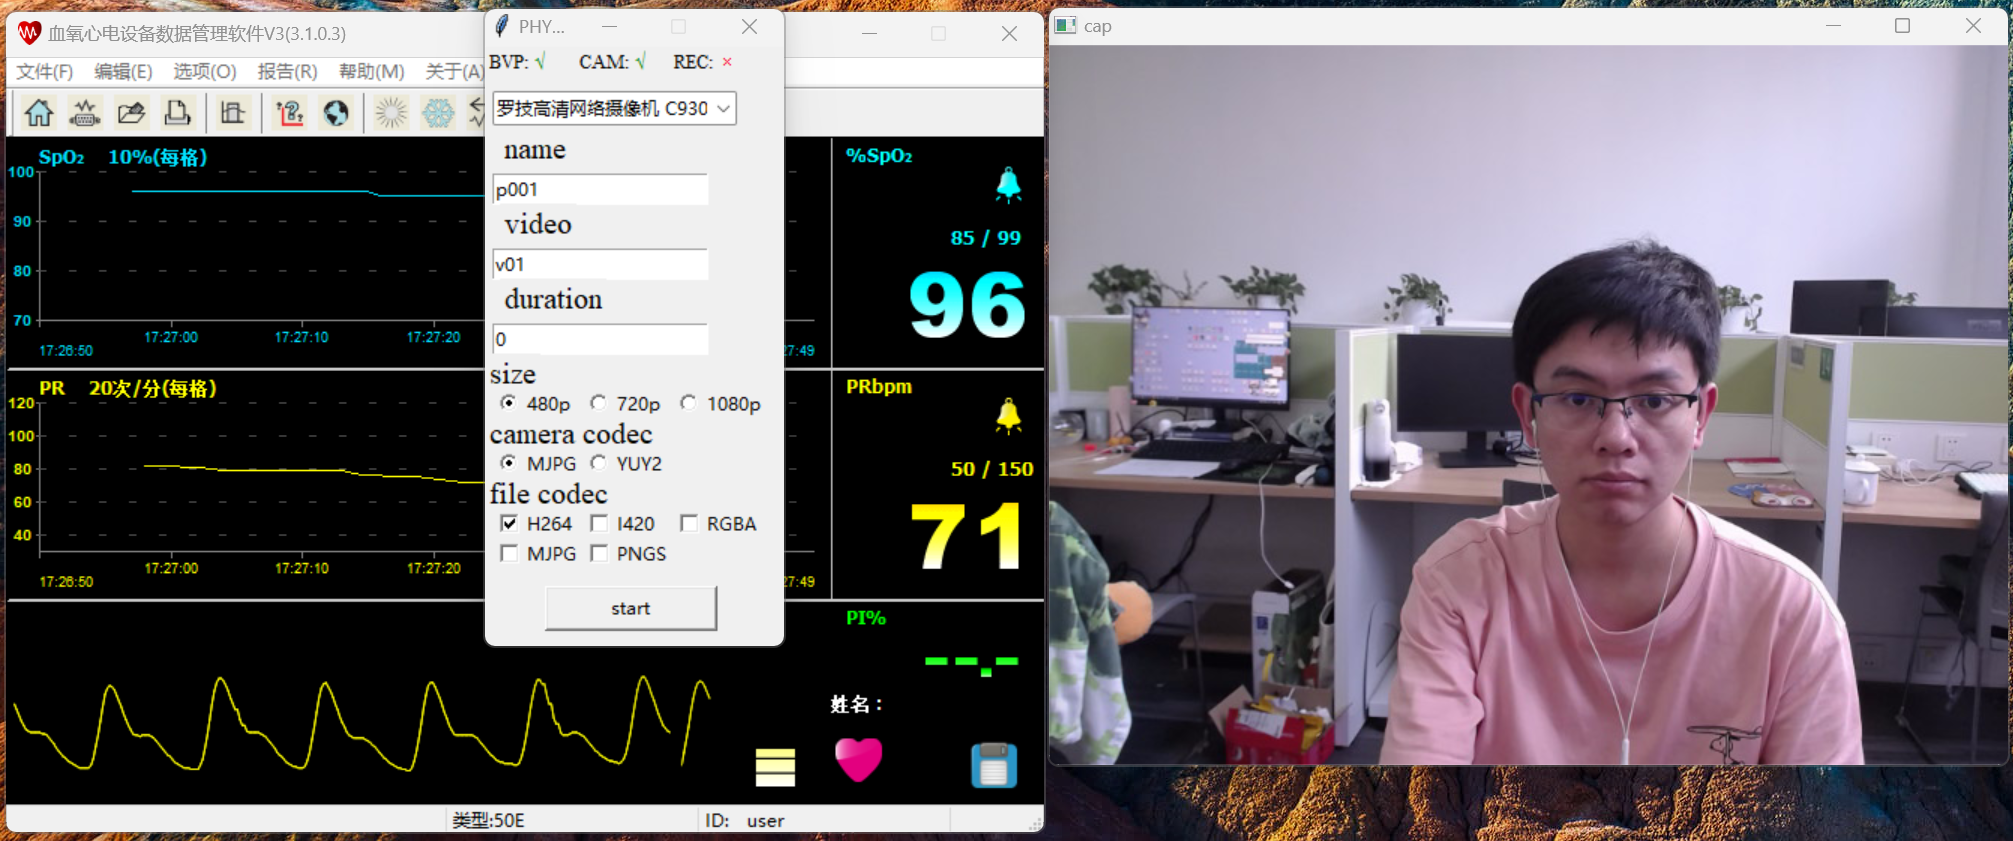 血氧心电设备数据管理软件V3(3.1.0.3)
文件(F) 编辑(E) 选项(O) 报告(R) 帮助(M) 关于(A)
SpO₂ 10%(每格)
100
90
80
70
17:26:50
17:27:00
17:27:10
17:27:20
27:49
%SpO₂
85 / 99
96
PR 20次/分(每格)
120
100
80
60
40
17:26:50
17:27:00
17:27:10
17:27:20
27:49
PRbpm
50 / 150
71
PI%
--.-
姓名：
类型:50E
ID: user
PHY...
BVP: √ CAM: √ REC: ×
罗技高清网络摄像机 C930
name
p001
video
v01
duration
0
size
480p 720p 1080p
camera codec
MJPG YUY2
file codec
H264 I420 RGBA
MJPG PNGS
start
cap